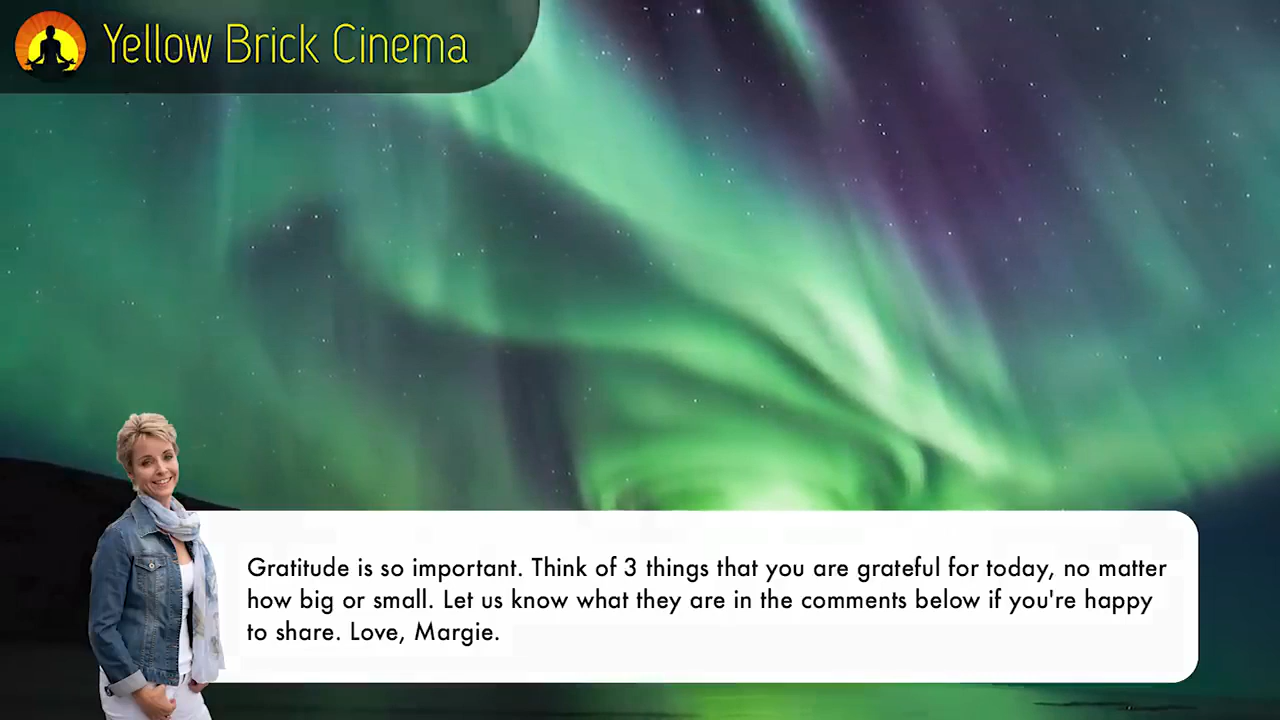 Yellow Brick Cinema
Gratitude is so important. Think of 3 things that you are grateful for today, no matter
how big or small. Let us know what they are in the comments below if you're happy
to share. Love, Margie.